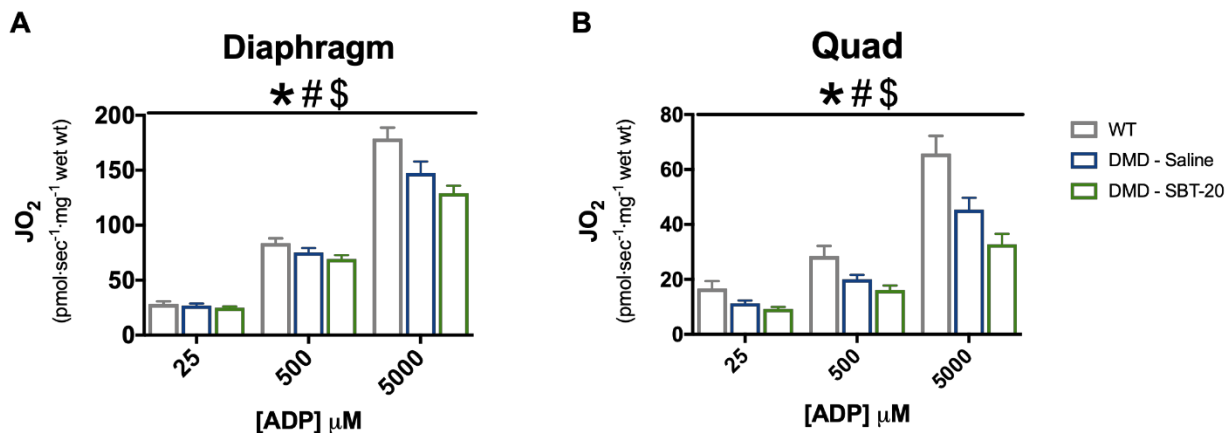 A
Diaphragm
* # $
200
150
100
50
0
JO₂
(pmol·sec⁻¹·mg⁻¹ wet wt)
25
500
5000
[ADP] μM
B
Quad
* # $
80
60
40
20
0
JO₂
(pmol·sec⁻¹·mg⁻¹ wet wt)
25
500
5000
[ADP] μM
WT
DMD - Saline
DMD - SBT-20